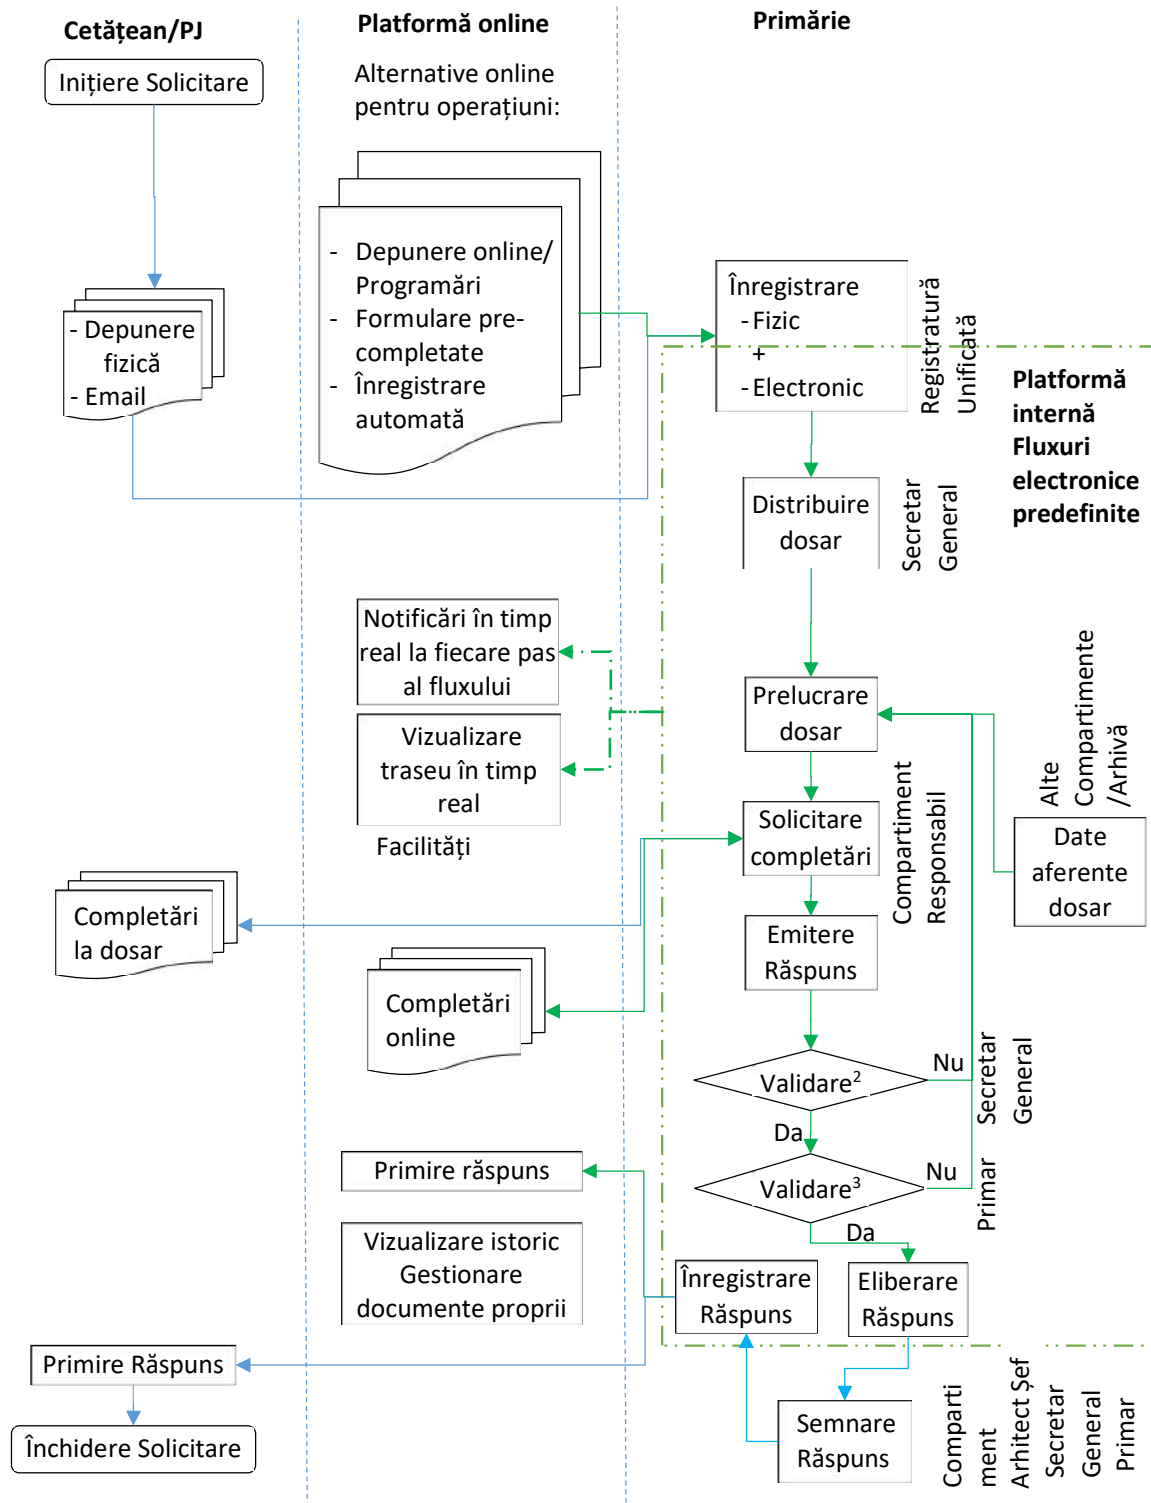 Cetățean/PJ
Inițiere Solicitare
- Depunere
fizică
- Email
Platformă online
Alternative online
pentru operațiuni:
- Depunere online/
Programări
- Formulare pre-
completate
- Înregistrare
automată
Primărie
Înregistrare
- Fizic
+
- Electronic
Registratură
Unificată
Platformă
internă
Fluxuri
electronice
predefinite
Distribuire
dosar
Secretar
General
Notificări în timp
real la fiecare pas
al fluxului
Vizualizare
traseu în timp
real
Facilități
Prelucrare
dosar
Solicitare
completări
Compartiment
Responsabil
Alte
Compartimente
/Arhivă
Date
aferente
dosar
Completări
la dosar
Completări
online
Emitere
Răspuns
Validare²
Nu
Da
Secretar
General
Validare³
Nu
Da
Primar
Primire răspuns
Vizualizare istoric
Gestionare
documente proprii
Înregistrare
Răspuns
Eliberare
Răspuns
Primire Răspuns
Închidere Solicitare
Semnare
Răspuns
Comparti
ment
Arhitect Șef
Secretar
General
Primar